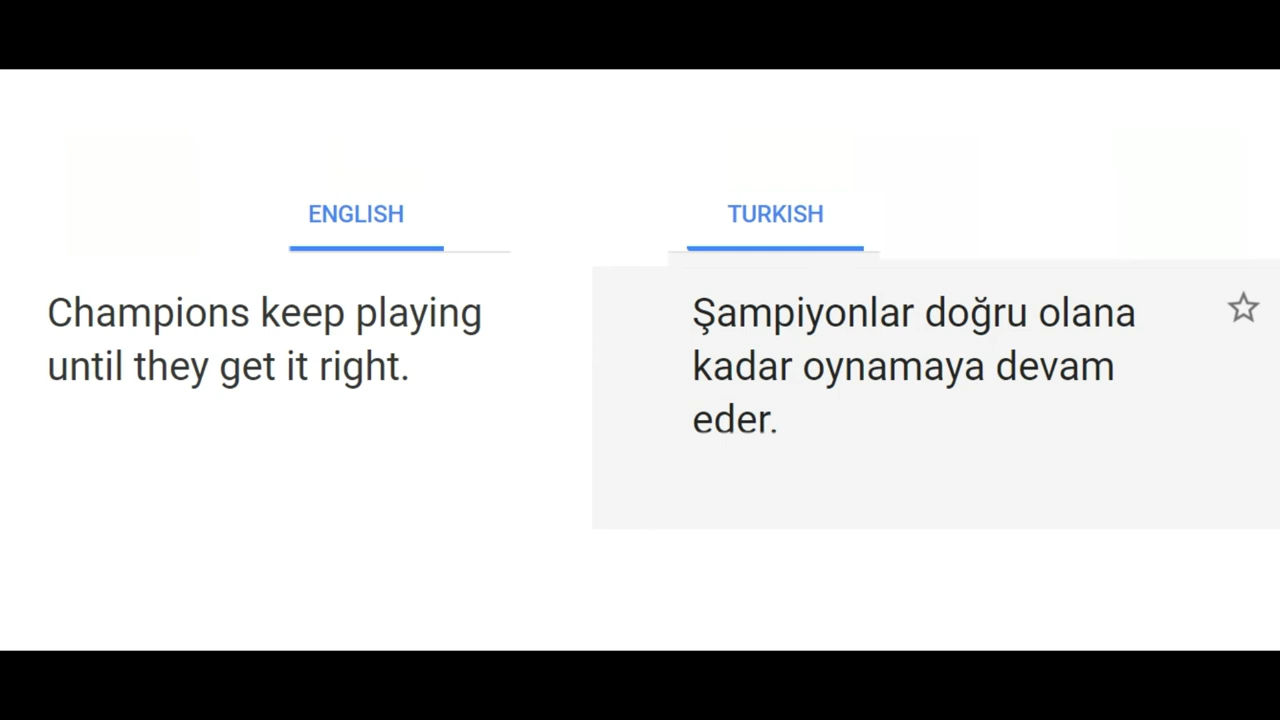 ENGLISH
TURKISH
Champions keep playing
until they get it right.
Şampiyonlar doğru olana
kadar oynamaya devam
eder.